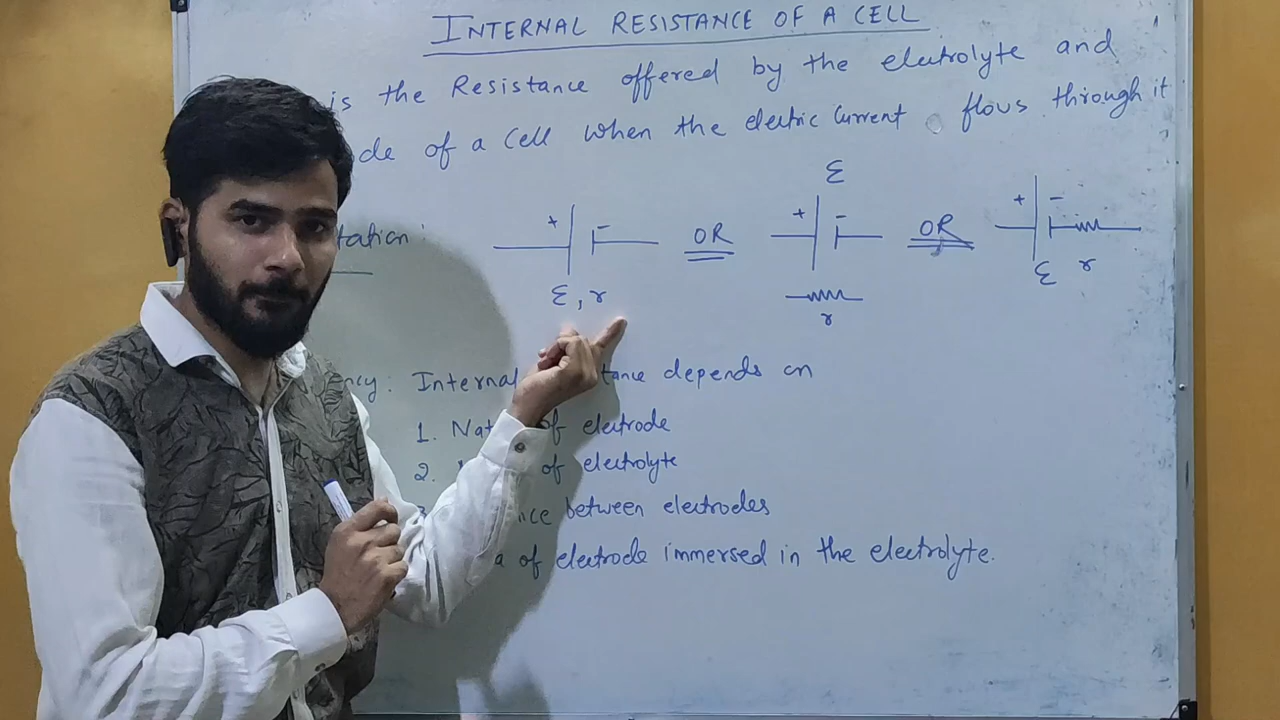 INTERNAL RESISTANCE OF A CELL
is the Resistance offered by the electrolyte and
de of a cell when the electric current flows through it
tation:
+ - OR + - OR + -
ε, r
ε
r
ε r
ncy: Internal tance depends on
1. Nat of electrode
2. of electrolyte
3 nce between electrodes
a of electrode immersed in the electrolyte.